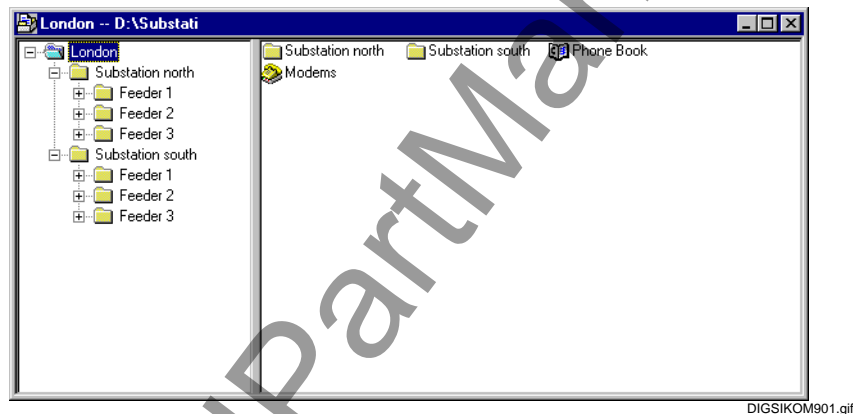 London -- D:\Substati
London
Substation north
Feeder 1
Feeder 2
Feeder 3
Substation south
Feeder 1
Feeder 2
Feeder 3
Substation north Substation south Phone Book
Modems
PartMa
DIGSIKOM901.gif